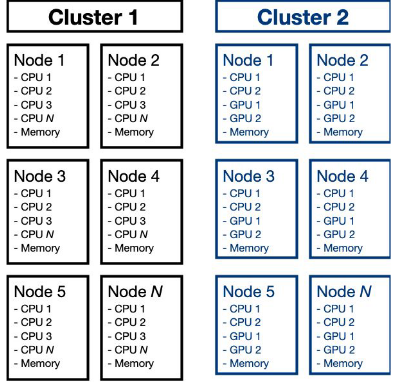 Cluster 1
Node 1
- CPU 1
- CPU 2
- CPU 3
- CPU N
- Memory
Node 2
- CPU 1
- CPU 2
- CPU 3
- CPU N
- Memory
Node 3
- CPU 1
- CPU 2
- CPU 3
- CPU N
- Memory
Node 4
- CPU 1
- CPU 2
- CPU 3
- CPU N
- Memory
Node 5
- CPU 1
- CPU 2
- CPU 3
- CPU N
- Memory
Node N
- CPU 1
- CPU 2
- CPU 3
- CPU N
- Memory
Cluster 2
Node 1
- CPU 1
- CPU 2
- GPU 1
- GPU 2
- Memory
Node 2
- CPU 1
- CPU 2
- GPU 1
- GPU 2
- Memory
Node 3
- CPU 1
- CPU 2
- GPU 1
- GPU 2
- Memory
Node 4
- CPU 1
- CPU 2
- GPU 1
- GPU 2
- Memory
Node 5
- CPU 1
- CPU 2
- GPU 1
- GPU 2
- Memory
Node N
- CPU 1
- CPU 2
- GPU 1
- GPU 2
- Memory